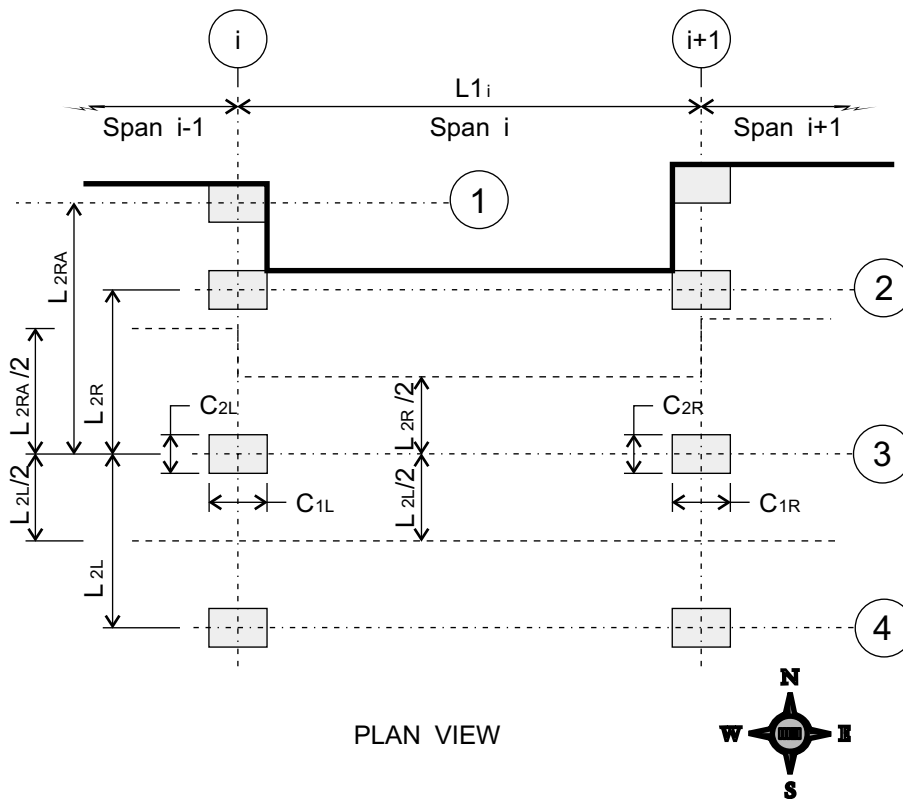 i
i+1
L1i
Span i-1
Span i
Span i+1
1
L2RA
2
L2RA/2
L2R
C2L
L2R/2
C2R
3
L2L/2
L2L/2
C1L
C1R
L2L
4
PLAN VIEW
N
W
E
S